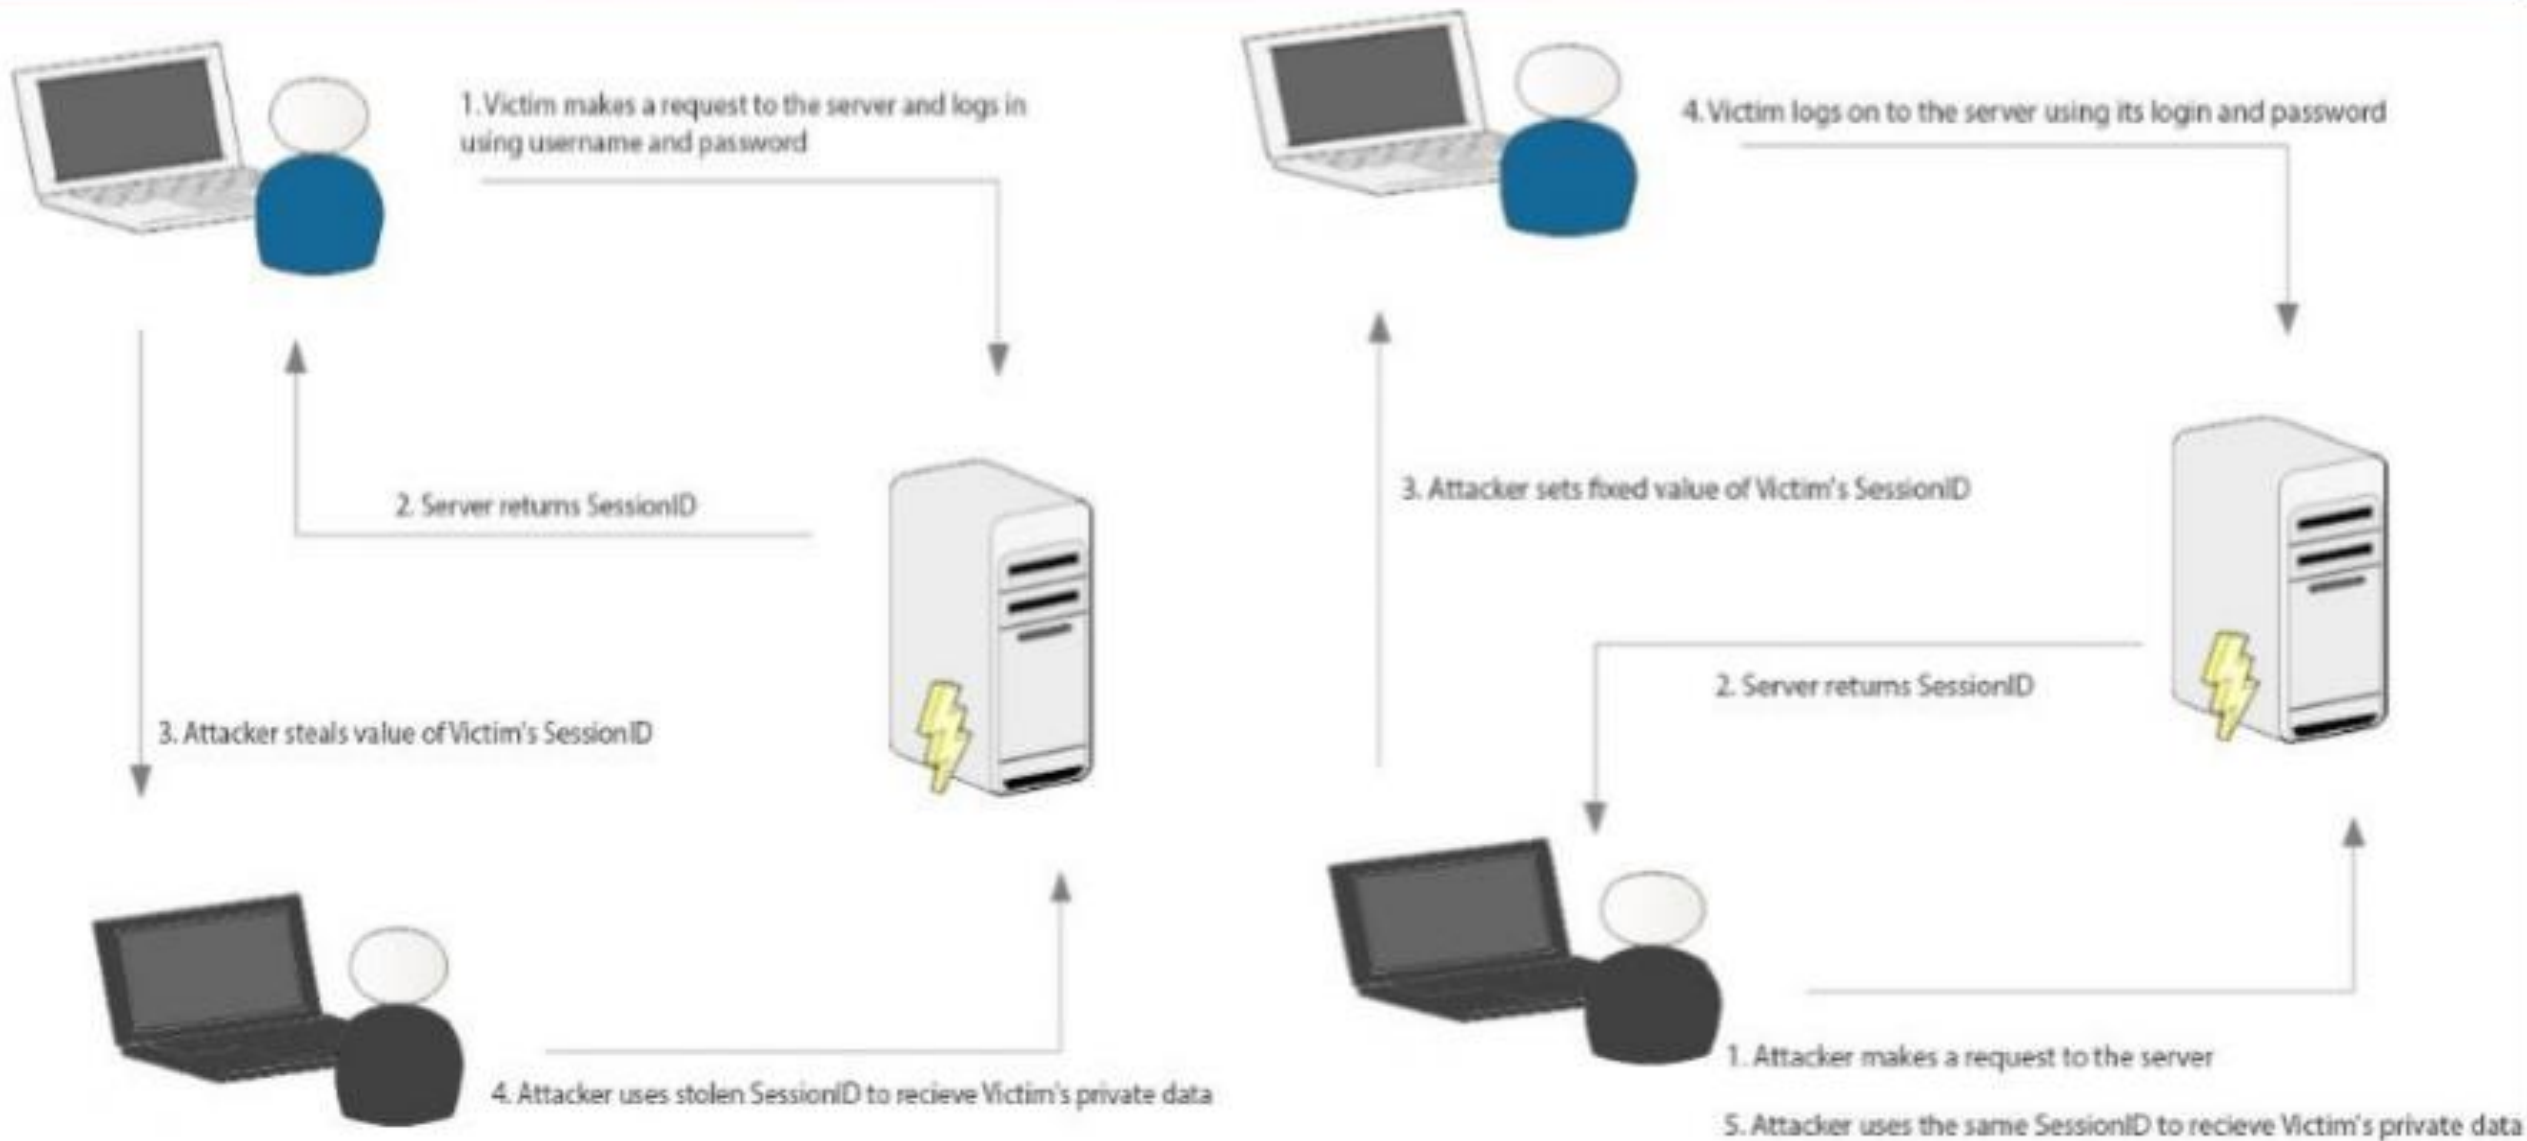 1. Victim makes a request to the server and logs in
using username and password
2. Server returns SessionID
3. Attacker steals value of Victim's SessionID
4. Attacker uses stolen SessionID to recieve Victim's private data
4. Victim logs on to the server using its login and password
3. Attacker sets fixed value of Victim's SessionID
2. Server returns SessionID
1. Attacker makes a request to the server
5. Attacker uses the same SessionID to recieve Victim's private data